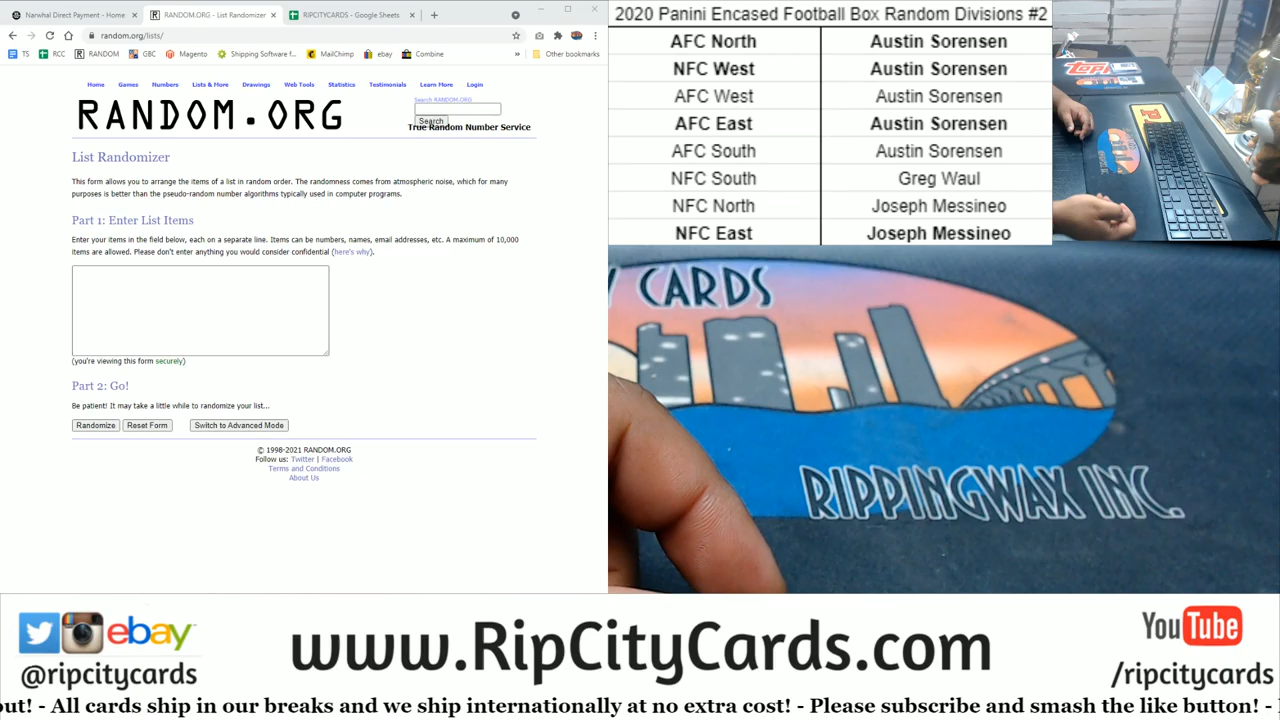 Narwhal Direct Payment - Home
RANDOM.ORG - List Randomizer
RIPCITYCARDS - Google Sheets
random.org/lists/
TS
RCC
RANDOM
GBC
Magento
Shipping Software f...
MailChimp
ebay
Combine
»
Other bookmarks
Home
Games
Numbers
Lists & More
Drawings
Web Tools
Statistics
Testimonials
Learn More
Login
RANDOM.ORG
Search RANDOM.ORG
Search
True Random Number Service
List Randomizer
This form allows you to arrange the items of a list in random order. The randomness comes from atmospheric noise, which for many
purposes is better than the pseudo-random number algorithms typically used in computer programs.
Part 1: Enter List Items
Enter your items in the field below, each on a separate line. Items can be numbers, names, email addresses, etc. A maximum of 10,000
items are allowed. Please don't enter anything you would consider confidential (here's why).
(you're viewing this form securely)
Part 2: Go!
Be patient! It may take a little while to randomize your list...
Randomize
Reset Form
Switch to Advanced Mode
© 1998-2021 RANDOM.ORG
Follow us: Twitter | Facebook
Terms and Conditions
About Us
2020 Panini Encased Football Box Random Divisions #2
AFC North Austin Sorensen
NFC West Austin Sorensen
AFC West Austin Sorensen
AFC East Austin Sorensen
AFC South Austin Sorensen
NFC South Greg Waul
NFC North Joseph Messineo
NFC East Joseph Messineo
TOPPS
Y CARDS
RIPPINGWAX INC.
ebay
@ripcitycards
www.RipCityCards.com
YouTube
/ripcitycards
out! - All cards ship in our breaks and we ship internationally at no extra cost! - Please subscribe and smash the like button! -